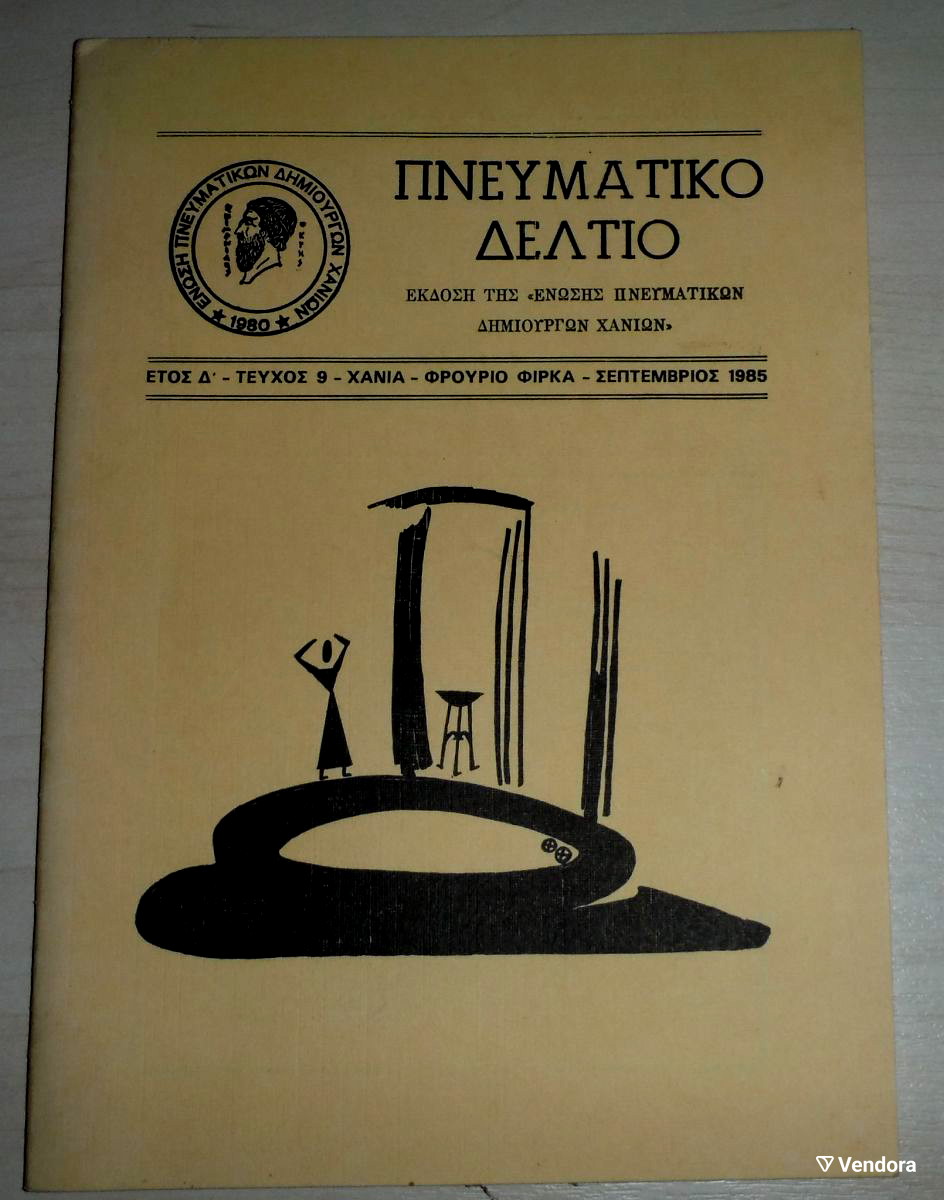 ΕΝΩΣΗ ΠΝΕΥΜΑΤΙΚΩΝ ΔΗΜΙΟΥΡΓΩΝ ΧΑΝΙΩΝ
★ 1980 ★
ΠΝΕΥΜΑΤΙΚΟ
ΔΕΛΤΙΟ
ΕΚΔΟΣΗ ΤΗΣ «ΕΝΩΣΗΣ ΠΝΕΥΜΑΤΙΚΩΝ
ΔΗΜΙΟΥΡΓΩΝ ΧΑΝΙΩΝ»
ΕΤΟΣ Δ' - ΤΕΥΧΟΣ 9 - ΧΑΝΙΑ - ΦΡΟΥΡΙΟ ΦΙΡΚΑ - ΣΕΠΤΕΜΒΡΙΟΣ 1985
Vendora